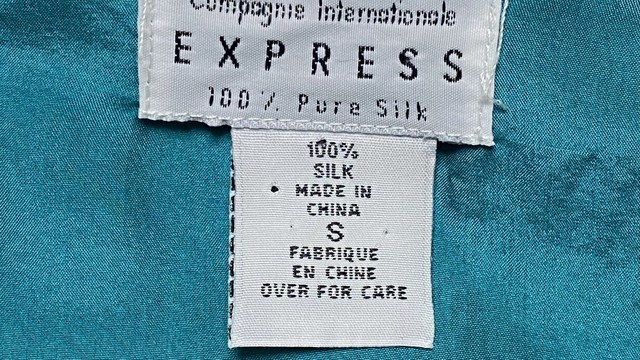 Compagnie Internationale
EXPRESS
100% Pure Silk
100%
SILK
MADE IN
CHINA
S
FABRIQUE
EN CHINE
OVER FOR CARE